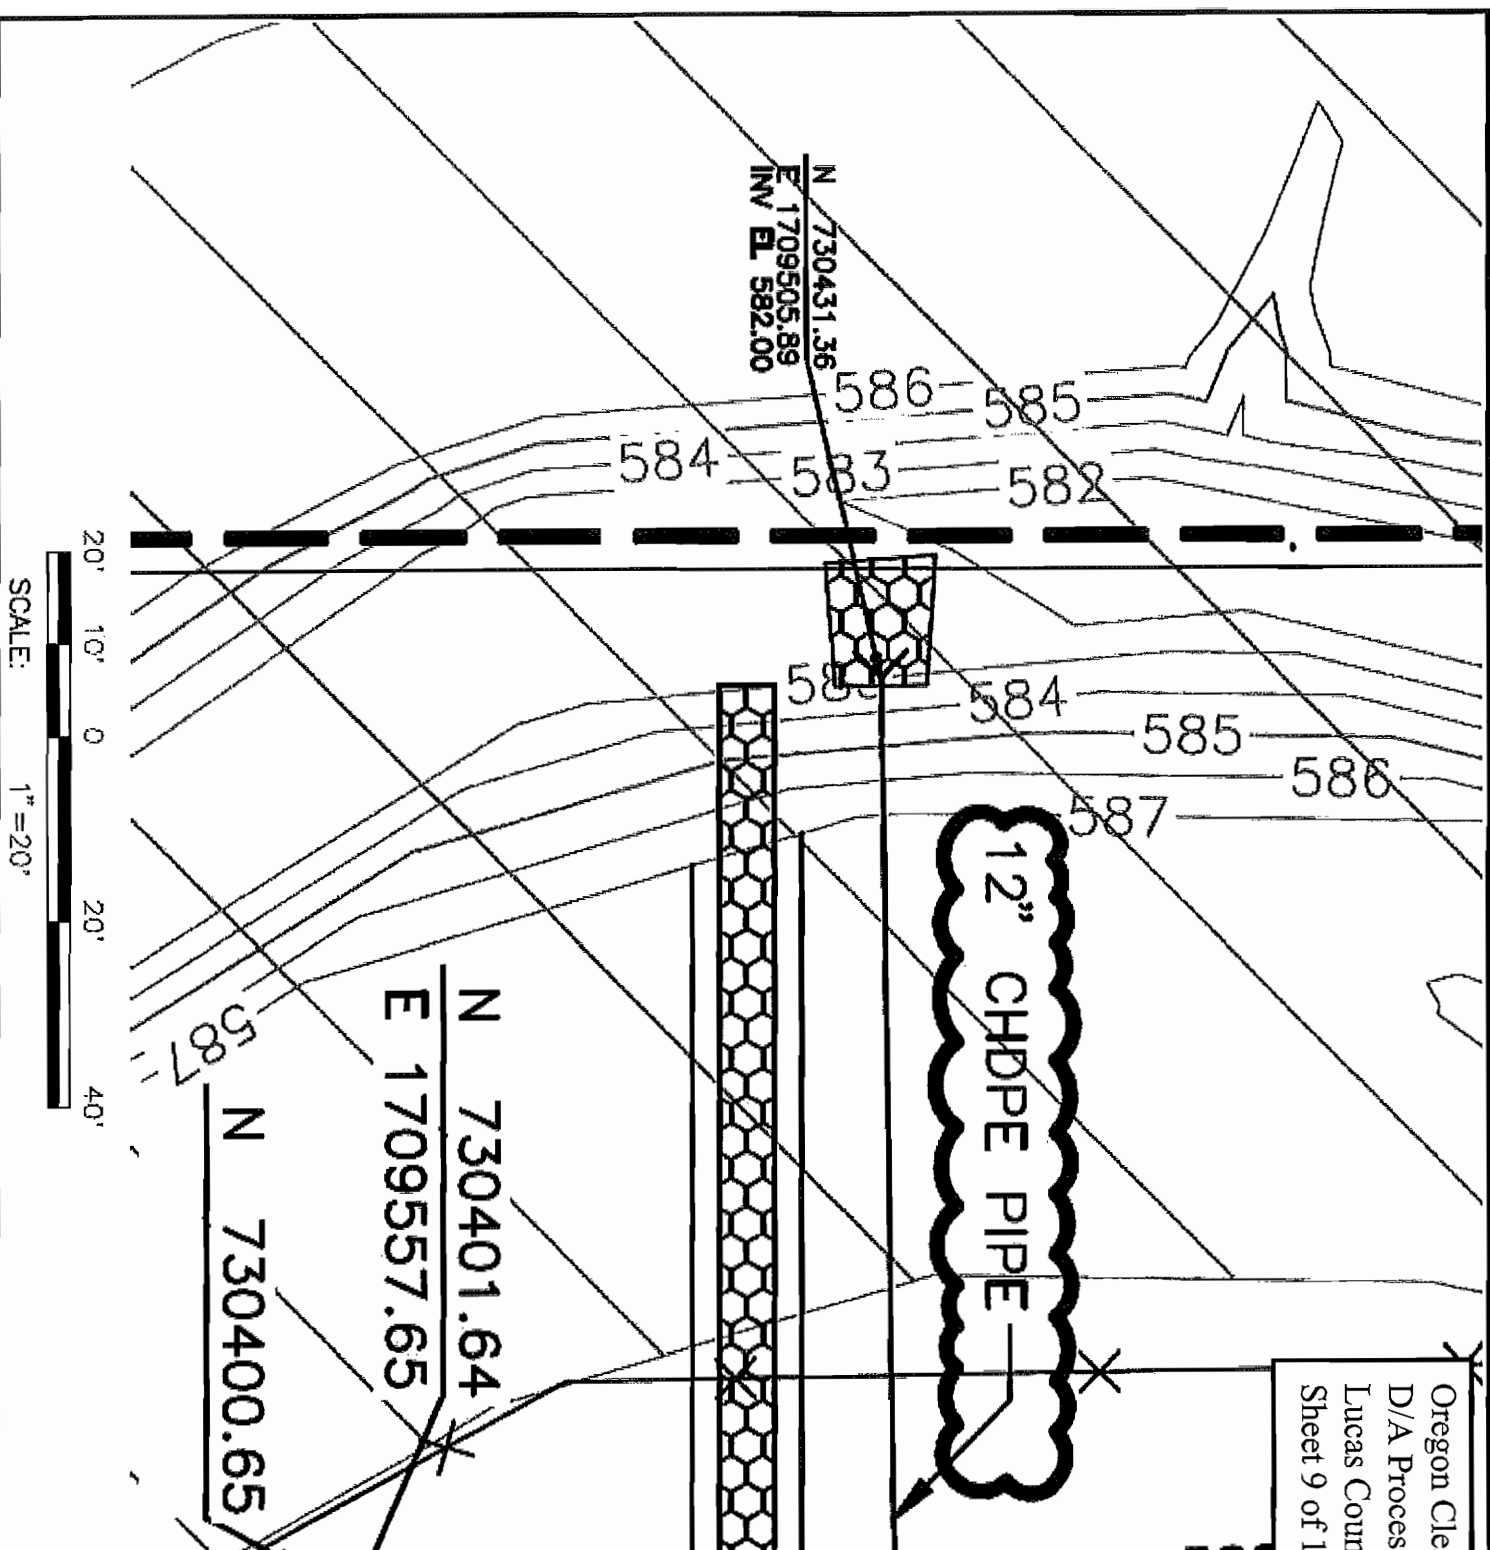 N 730431.36
E 1709505.89
INV EL 582.00
586
585
584
583
582
584
585
586
587
12" CHDPE PIPE
587
N 730401.64
E 1709557.65
N 730400.65
20' 10' 0 20' 40'
SCALE: 1"=20'
Oregon Cle
D/A Proces
Lucas Coun
Sheet 9 of 1